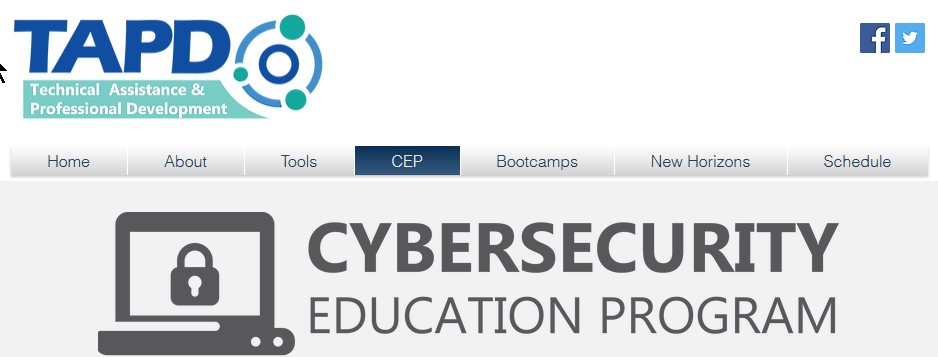 TAPD
Technical Assistance &
Professional Development
Home About Tools CEP Bootcamps New Horizons Schedule
CYBERSECURITY
EDUCATION PROGRAM